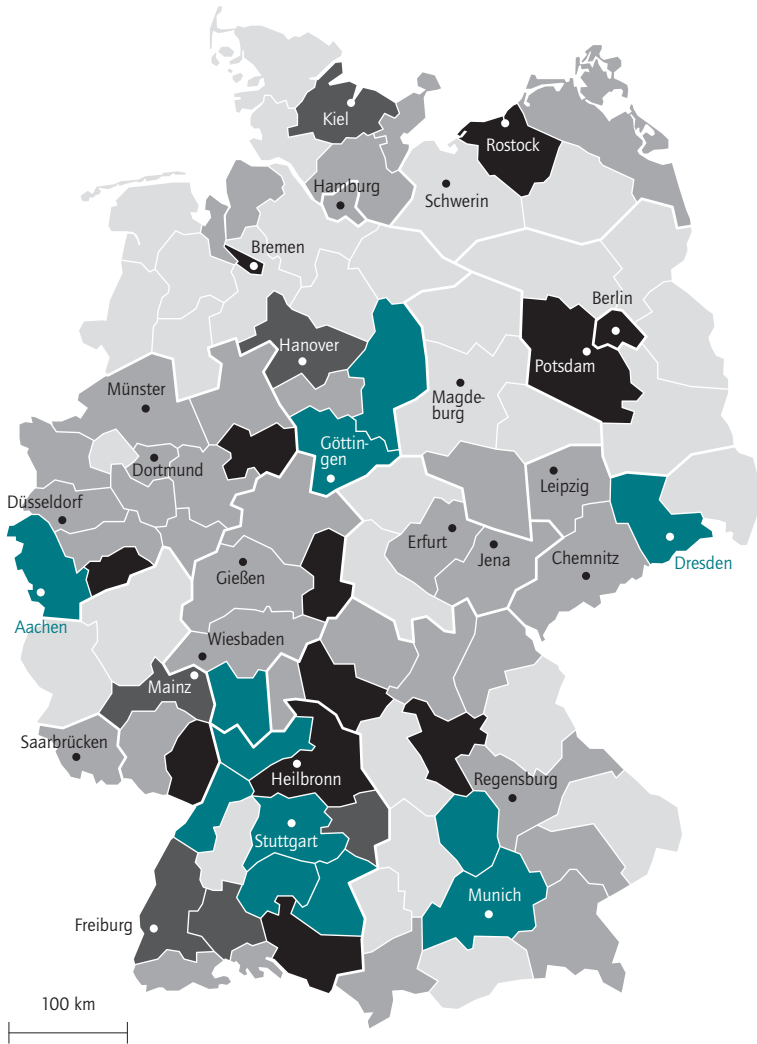 Kiel
Rostock
Hamburg
Schwerin
Bremen
Berlin
Hanover
Potsdam
Münster
Magde-
burg
Göttin-
gen
Dortmund
Leipzig
Düsseldorf
Erfurt
Jena
Chemnitz
Dresden
Gießen
Aachen
Wiesbaden
Mainz
Saarbrücken
Heilbronn
Regensburg
Stuttgart
Munich
Freiburg
100 km